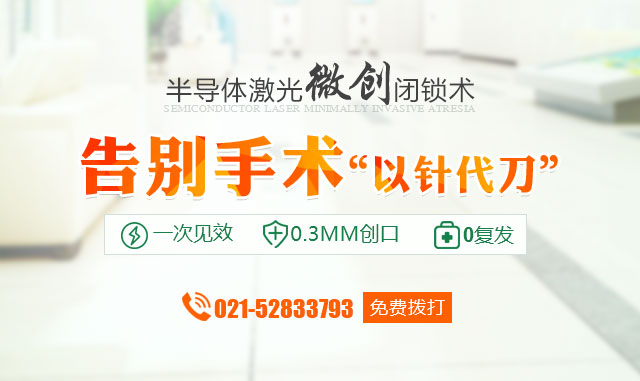 半导体激光微创闭锁术
SEMICONDUCTOR LASER MINIMALLY INVASIVE ATRESIA
告别手术“以针代刀”
一次见效 0.3MM创口 0复发
021-52833793 免费拨打